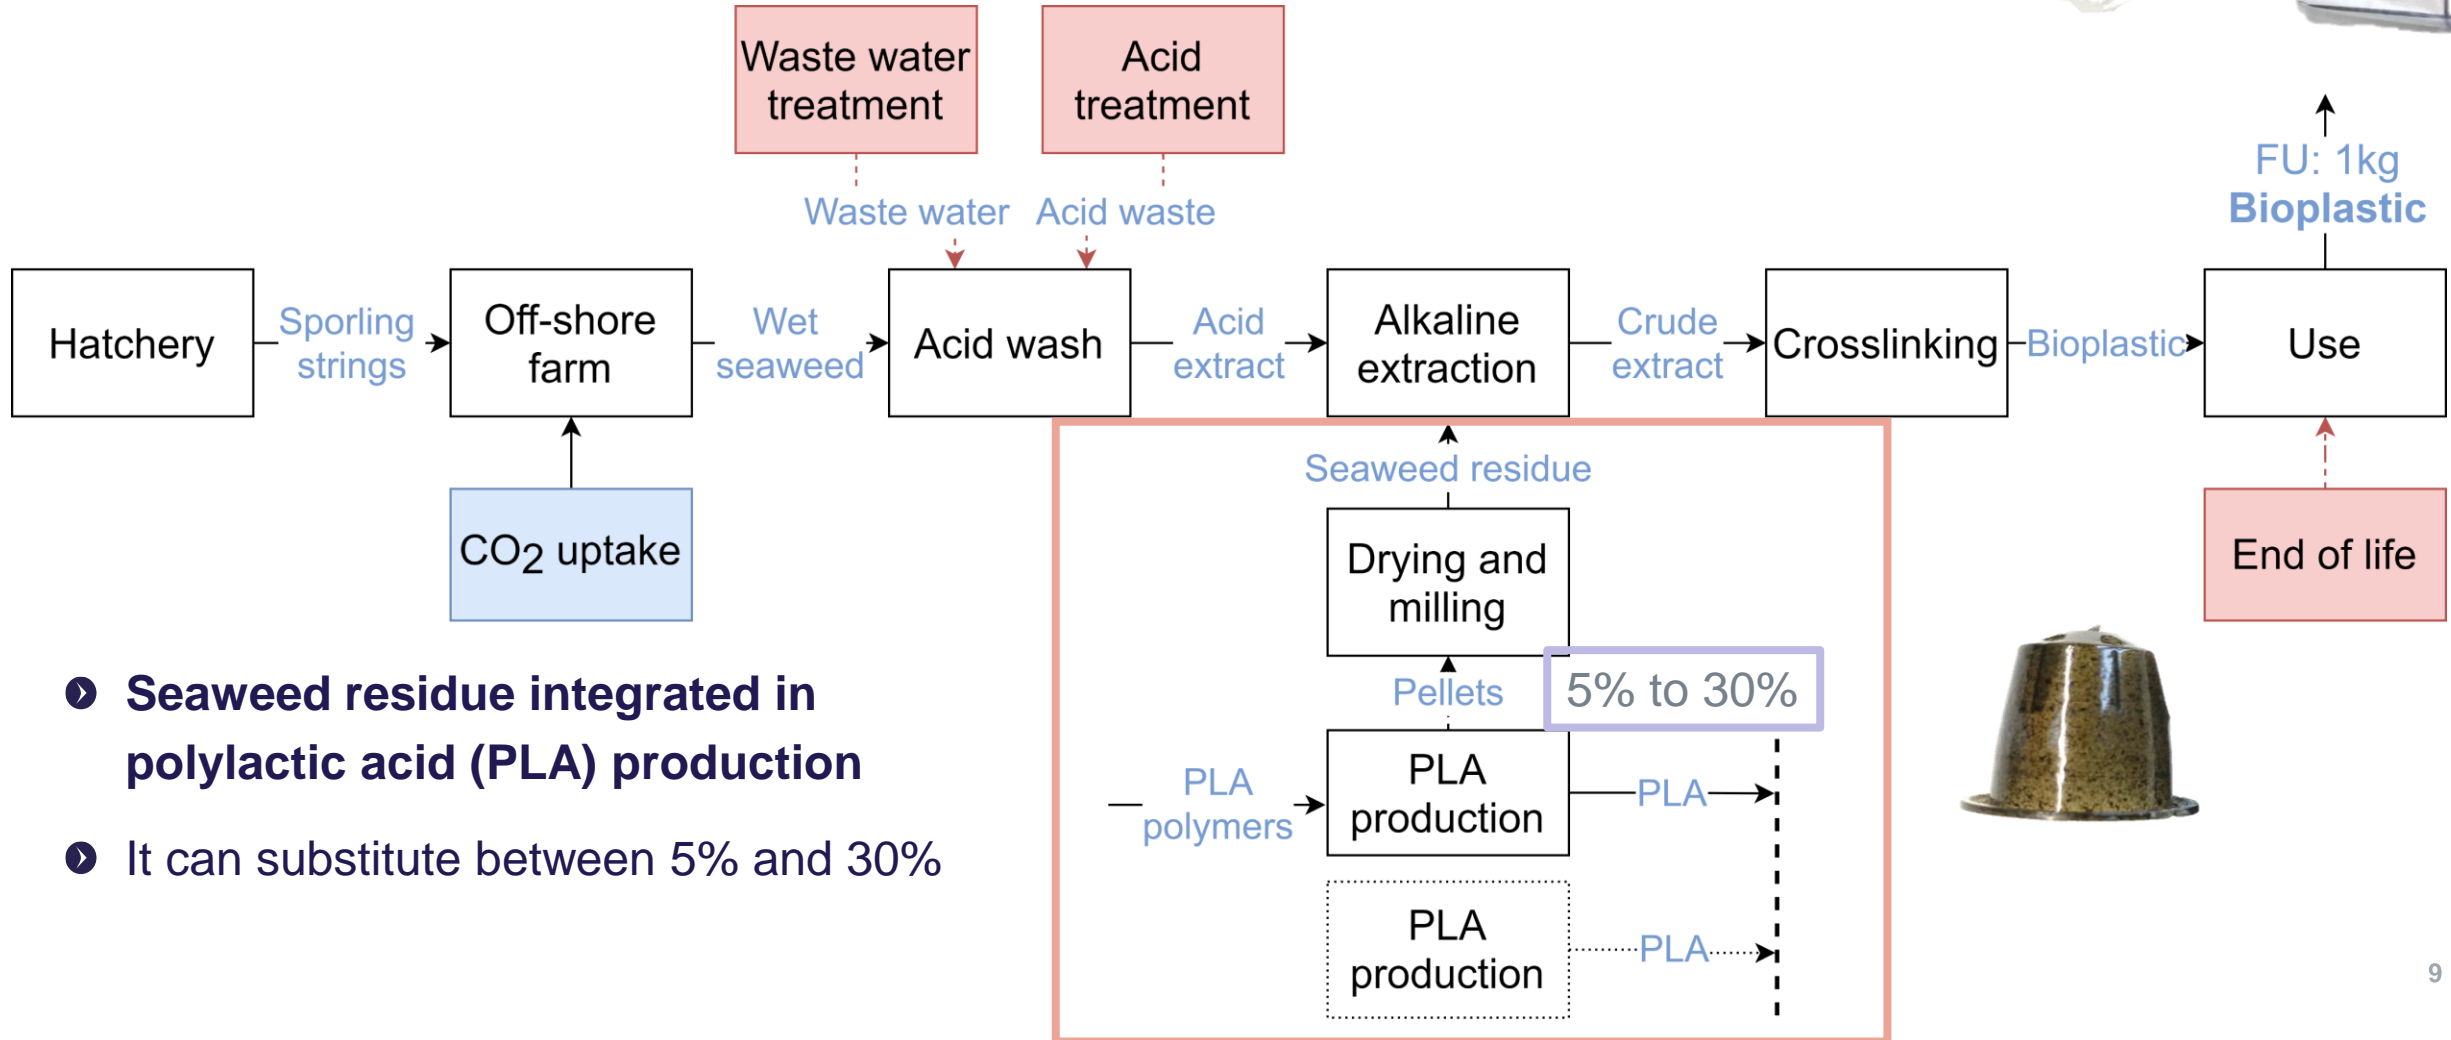 Waste water
treatment
Acid
treatment
FU: 1kg
Bioplastic
Waste water
Acid waste
Hatchery
Sporling
strings
Off-shore
farm
Wet
seaweed
Acid wash
Acid
extract
Alkaline
extraction
Crude
extract
Crosslinking
Bioplastic
Use
CO2 uptake
Seaweed residue
Drying and
milling
End of life
Pellets
5% to 30%
Seaweed residue integrated in
polylactic acid (PLA) production
It can substitute between 5% and 30%
PLA
polymers
PLA
production
PLA
PLA
production
PLA
9